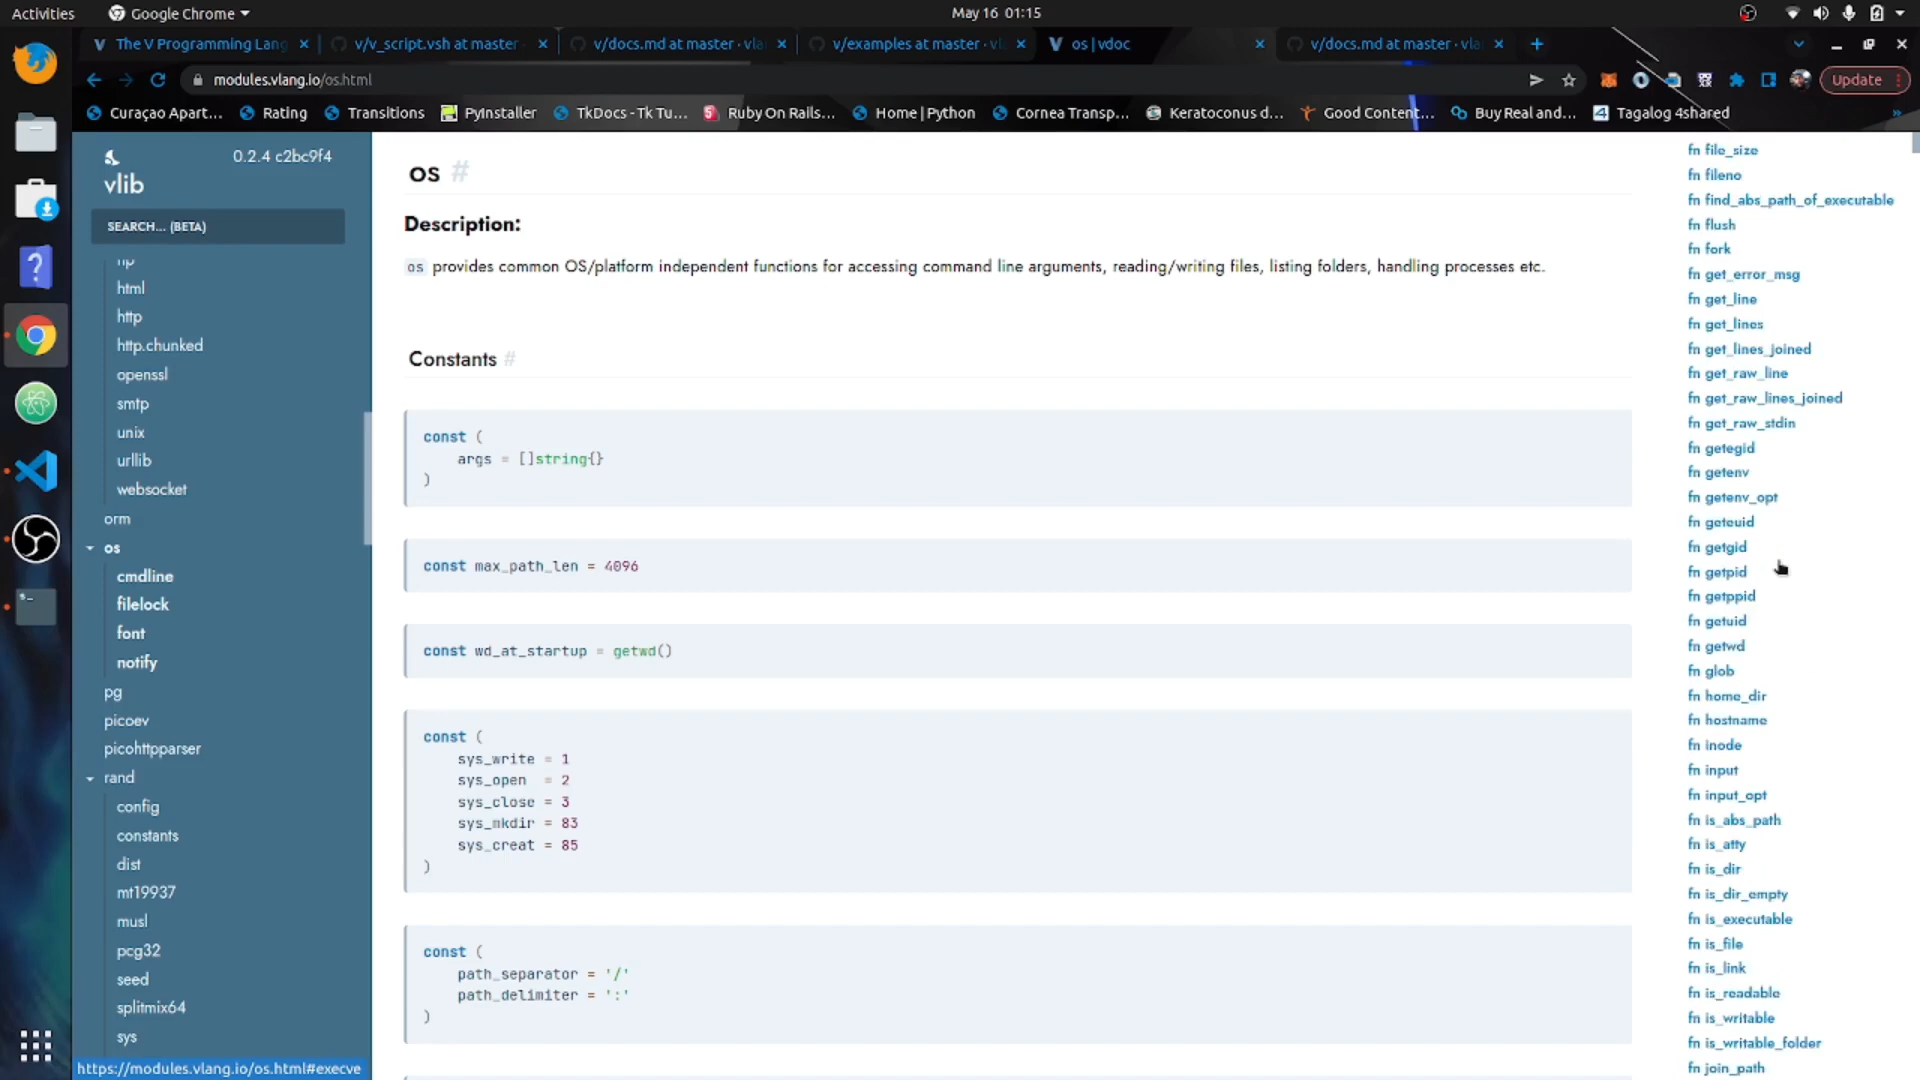 Activities
Google Chrome
May 16 01:15
The V Programming Lang
v/v_script.vsh at master
v/docs.md at master · vla
v/examples at master · vl
os | vdoc
v/docs.md at master · vla
modules.vlang.io/os.html
Update
Curaçao Apart...
Rating
Transitions
PyInstaller
TkDocs - Tk Tu...
Ruby On Rails...
Home | Python
Cornea Transp...
Keratoconus d...
Good Content...
Buy Real and...
Tagalog 4shared
0.2.4 c2bc9f4
vlib
SEARCH... (BETA)
html
http
http.chunked
openssl
smtp
unix
urllib
websocket
orm
os
cmdline
filelock
font
notify
pg
picoev
picohttpparser
rand
config
constants
dist
mt19937
musl
pcg32
seed
splitmix64
sys
https://modules.vlang.io/os.html#execve
os #
Description:
os provides common OS/platform independent functions for accessing command line arguments, reading/writing files, listing folders, handling processes etc.
Constants #
const (
args = []string{}
)
const max_path_len = 4096
const wd_at_startup = getwd()
const (
sys_write = 1
sys_open = 2
sys_close = 3
sys_mkdir = 83
sys_creat = 85
)
const (
path_separator = '/'
path_delimiter = ':'
)
fn file_size
fn fileno
fn find_abs_path_of_executable
fn flush
fn fork
fn get_error_msg
fn get_line
fn get_lines
fn get_lines_joined
fn get_raw_line
fn get_raw_lines_joined
fn get_raw_stdin
fn getegid
fn getenv
fn getenv_opt
fn geteuid
fn getgid
fn getpid
fn getppid
fn getuid
fn getwd
fn glob
fn home_dir
fn hostname
fn inode
fn input
fn input_opt
fn is_abs_path
fn is_atty
fn is_dir
fn is_dir_empty
fn is_executable
fn is_file
fn is_link
fn is_readable
fn is_writable
fn is_writable_folder
fn join_path